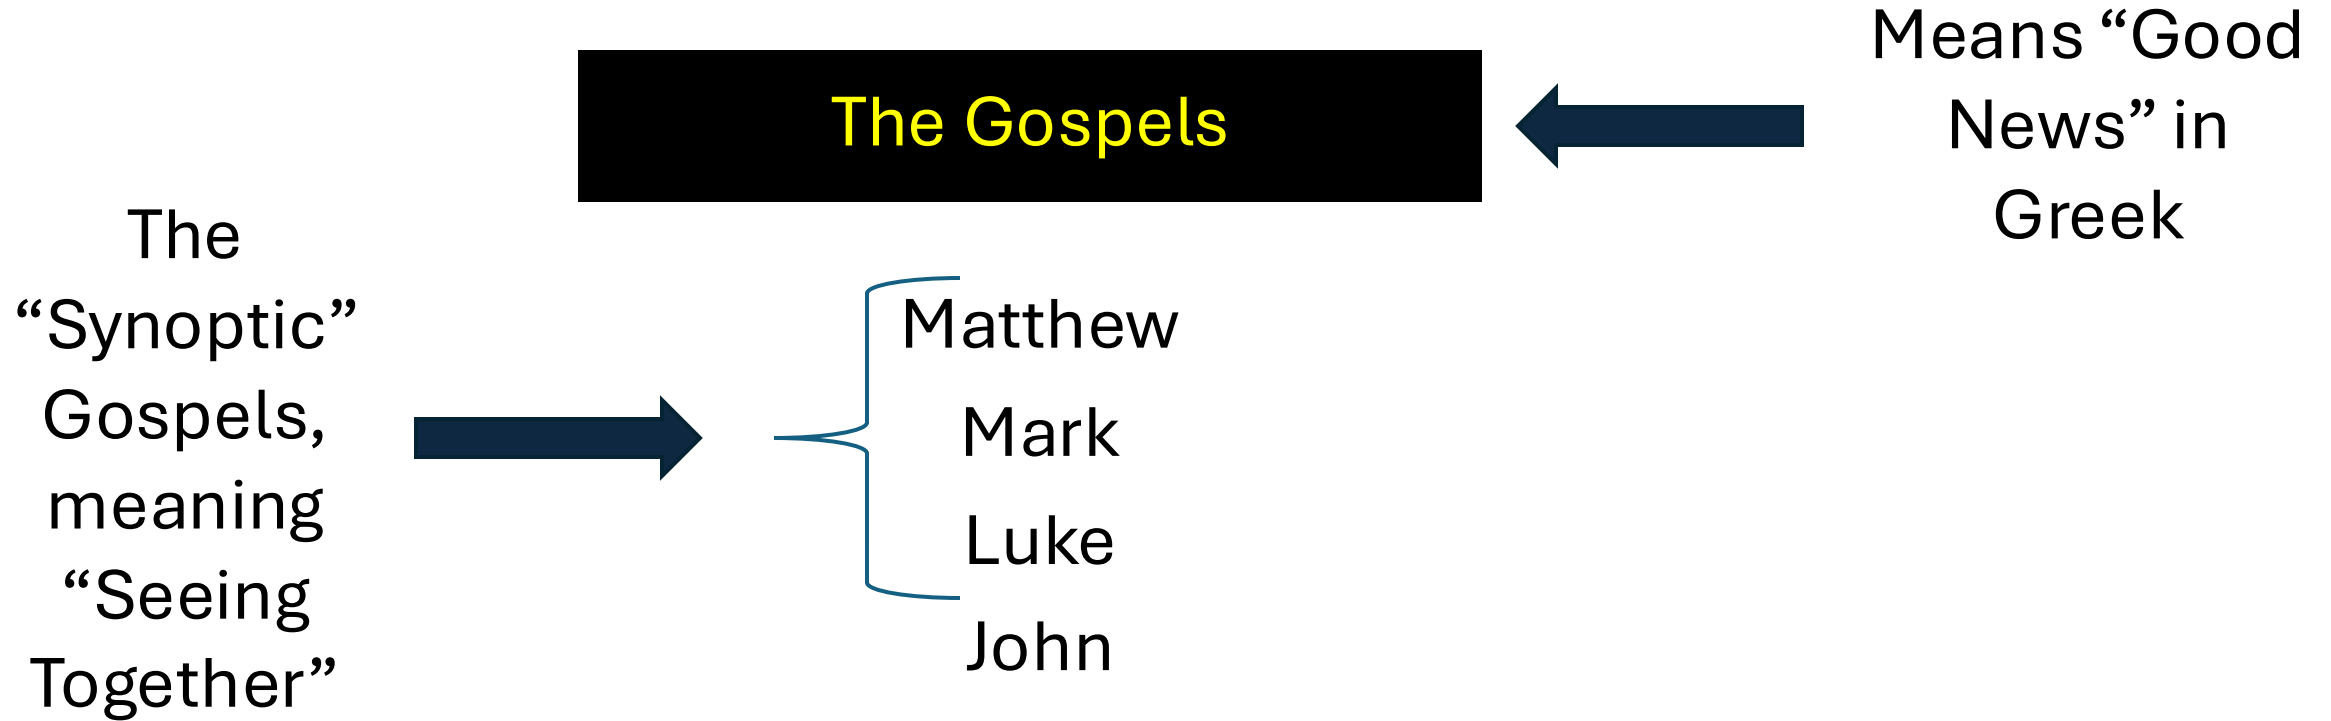 The Gospels
Means “Good
News” in
Greek
The
“Synoptic”
Gospels,
meaning
“Seeing
Together”
Matthew
Mark
Luke
John